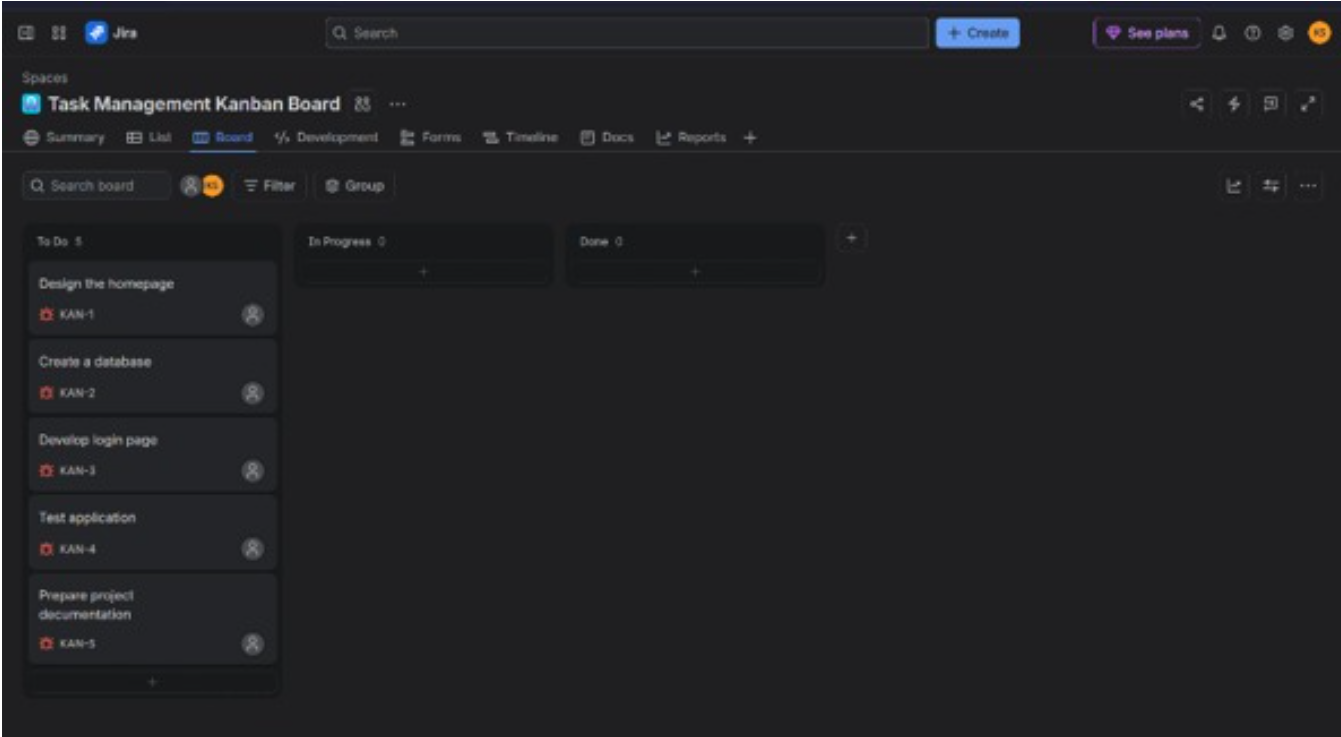 Jira
Search
+ Create
See plans
KS
Spaces
Task Management Kanban Board
Summary
List
Board
Development
Forms
Timeline
Docs
Reports
Search board
KS
Filter
Group
To Do 5
In Progress 0
Done 0
Design the homepage
KAN-1
Create a database
KAN-2
Develop login page
KAN-3
Test application
KAN-4
Prepare project
documentation
KAN-5